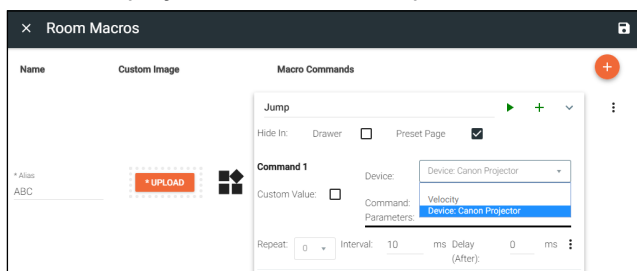 × Room Macros
Name Custom Image Macro Commands
Jump
Hide In: Drawer Preset Page
* Alias
ABC
* UPLOAD
Command 1
Device: Device: Canon Projector
Custom Value:
Velocity
Device: Canon Projector
Command:
Parameters:
Repeat: 0 Interval: 10 ms Delay (After): 0 ms